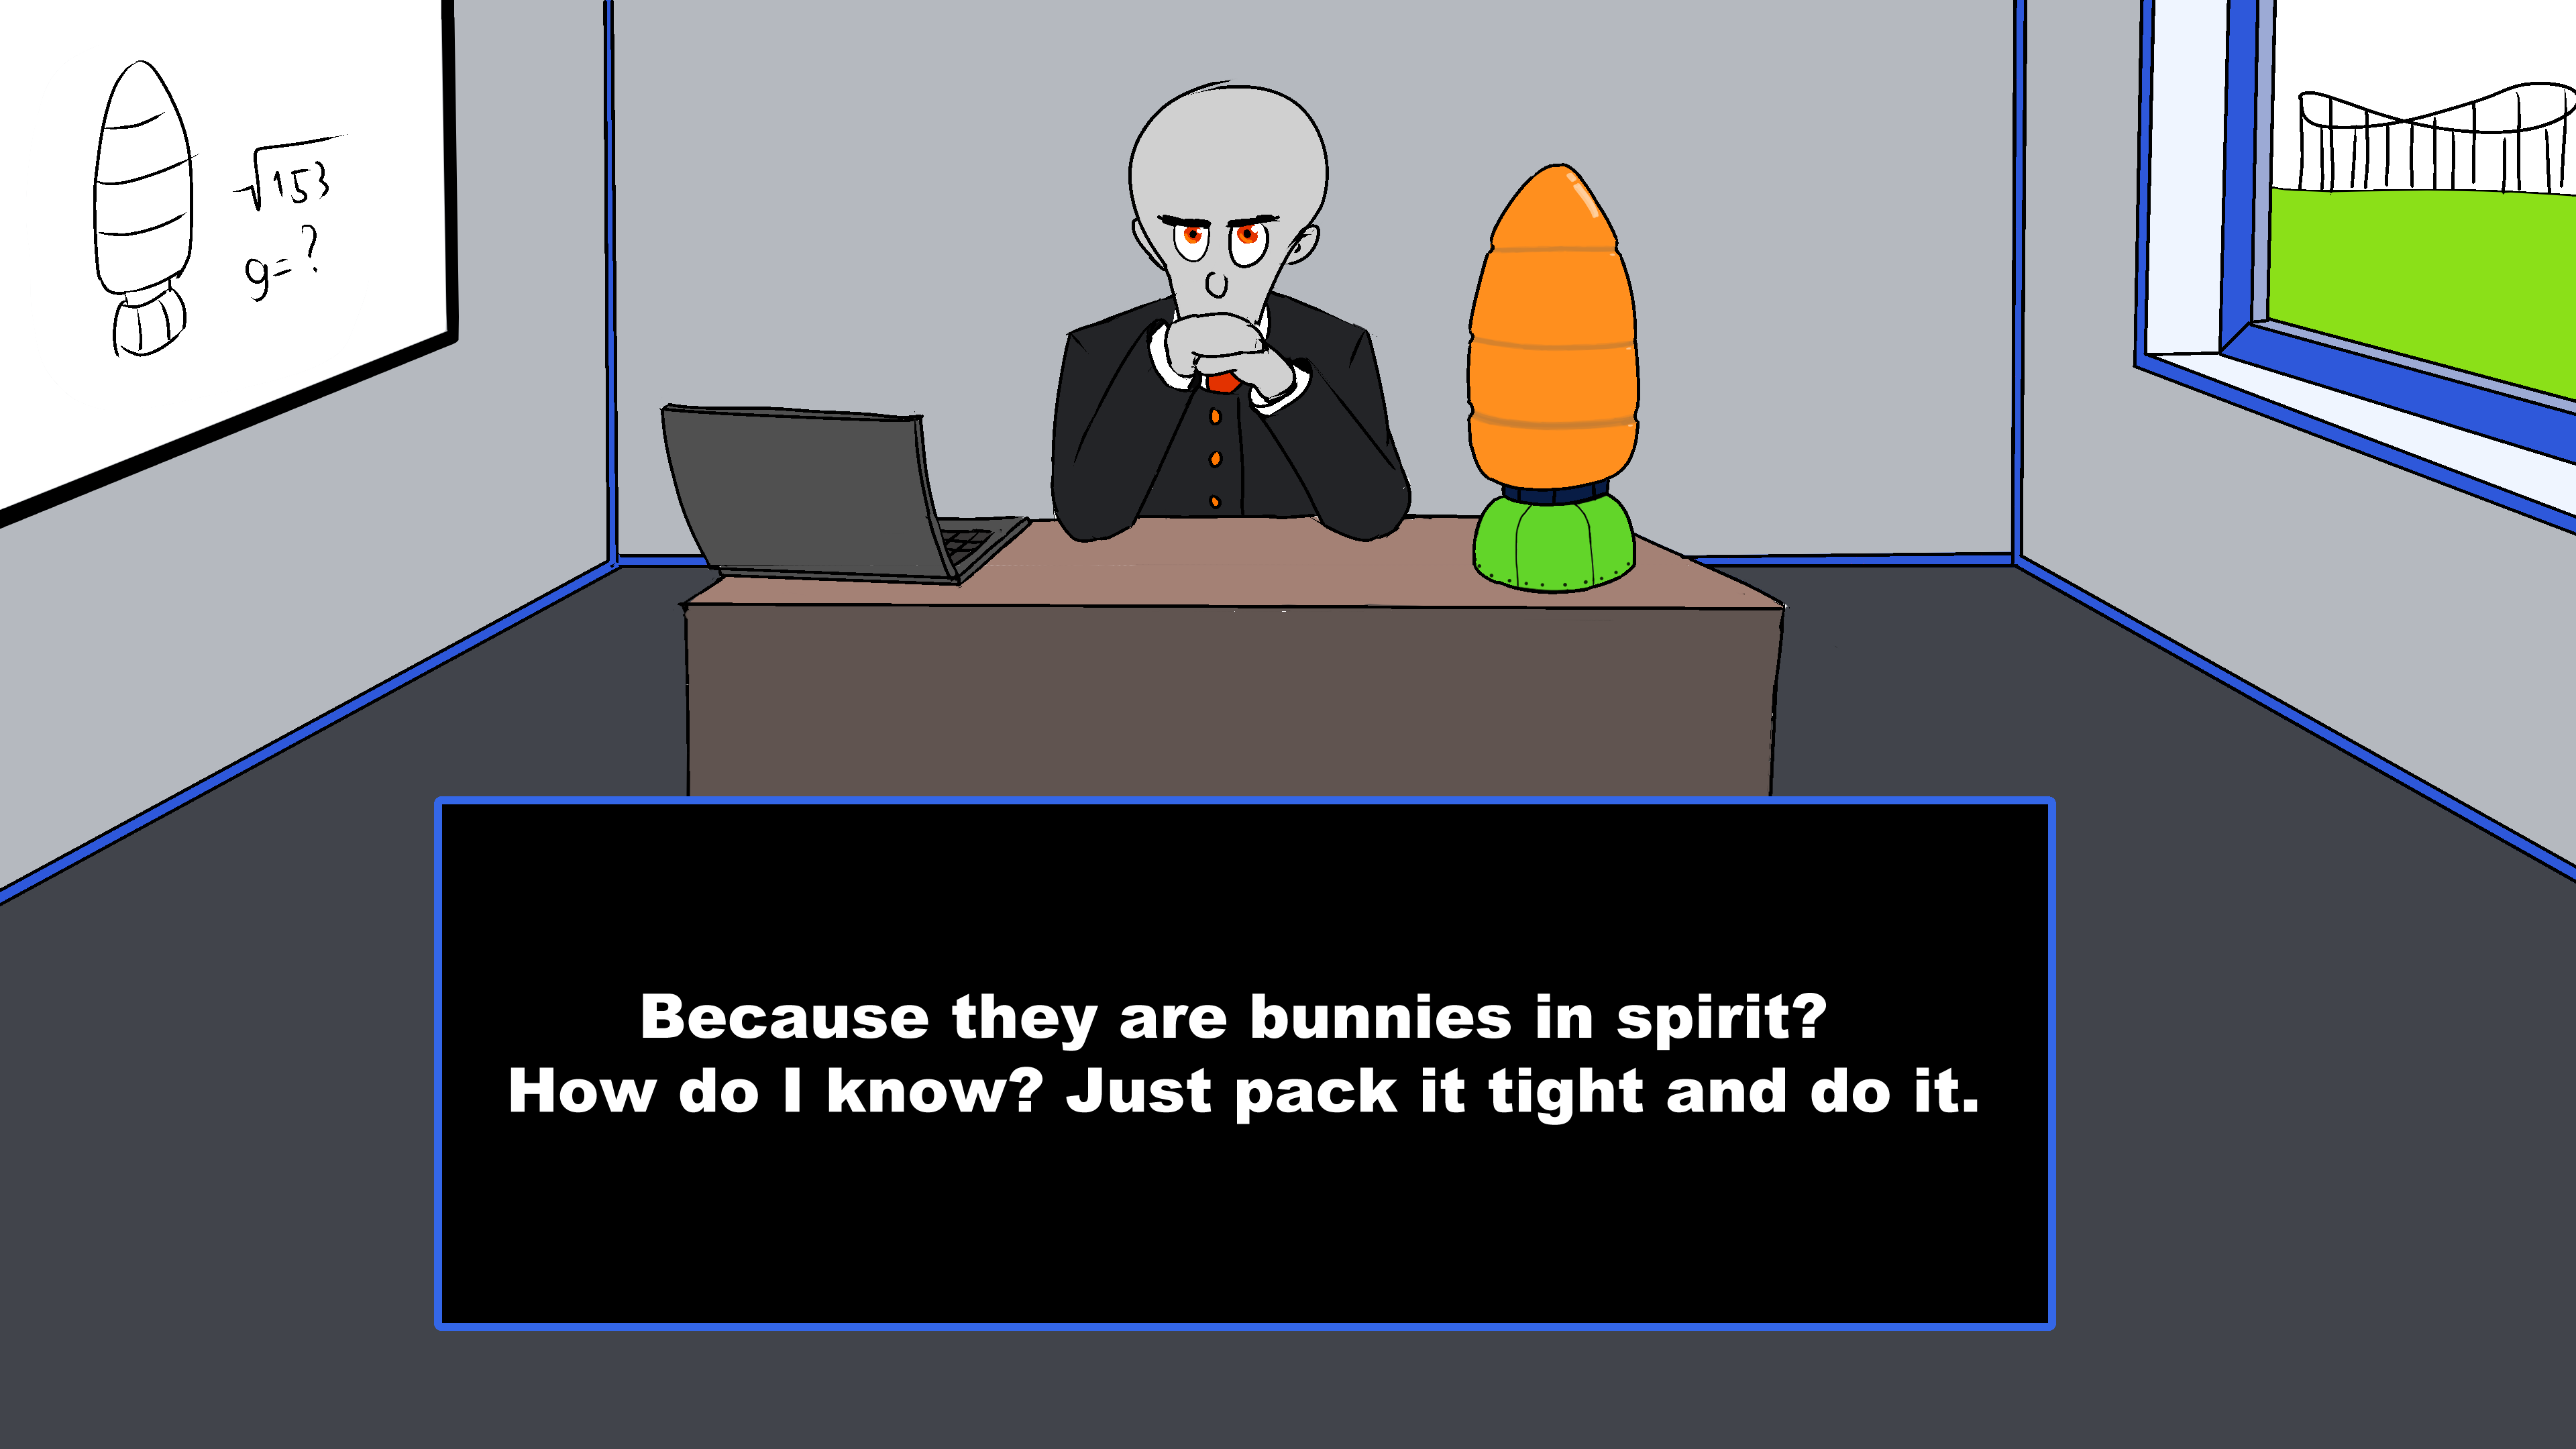 √153
g=?
Because they are bunnies in spirit?
How do I know? Just pack it tight and do it.